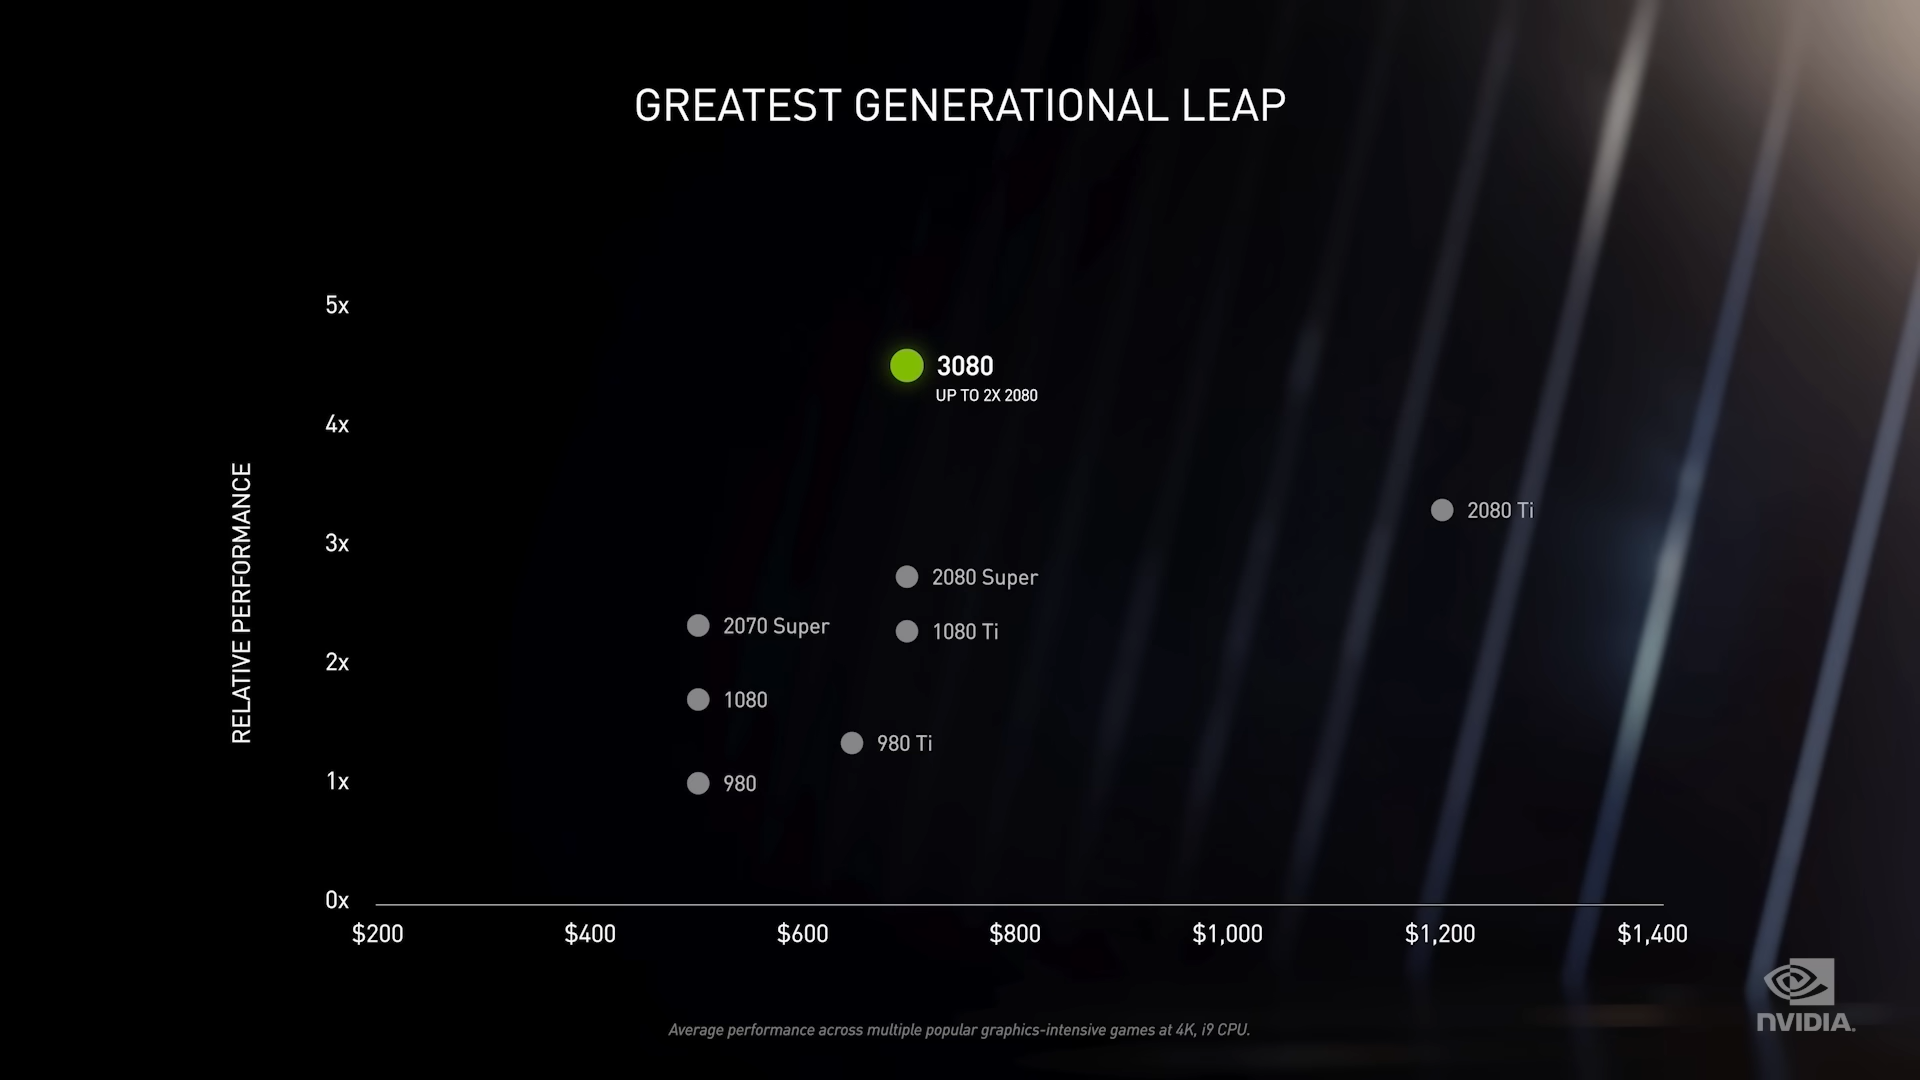 GREATEST GENERATIONAL LEAP
5x
3080
UP TO 2X 2080
4x
RELATIVE PERFORMANCE
2080 Ti
3x
2080 Super
2070 Super
1080 Ti
2x
1080
980 Ti
1x
980
0x
$200 $400 $600 $800 $1,000 $1,200 $1,400
Average performance across multiple popular graphics-intensive games at 4K, i9 CPU.
NVIDIA.